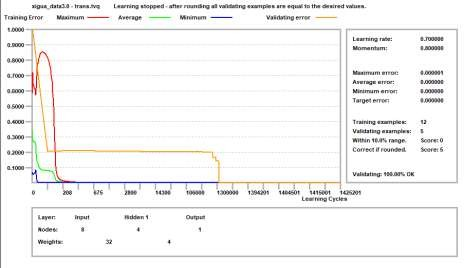 xigua_data3.0 - trans.tvq Learning stopped - after rounding all validating examples are equal to the desired values.
Training Error Maximum Average Minimum Validating error
1.0000
0.9000
0.8000
0.7000
0.6000
0.5000
0.4000
0.3000
0.2000
0.1000
0 208 675 2800 14300 106000 1300000 1394201 1404501 1415001 1425201
Learning Cycles
Learning rate: 0.700000
Momentum: 0.800000
Maximum error: 0.000001
Average error: 0.000000
Minimum error: 0.000000
Target error: 0.000000
Training examples: 12
Validating examples: 5
Within 10.0% range. Score: 0
Correct if rounded. Score: 5
Validating: 100.00% OK
Layer: Input Hidden 1 Output
Nodes: 8 4 1
Weights: 32 4